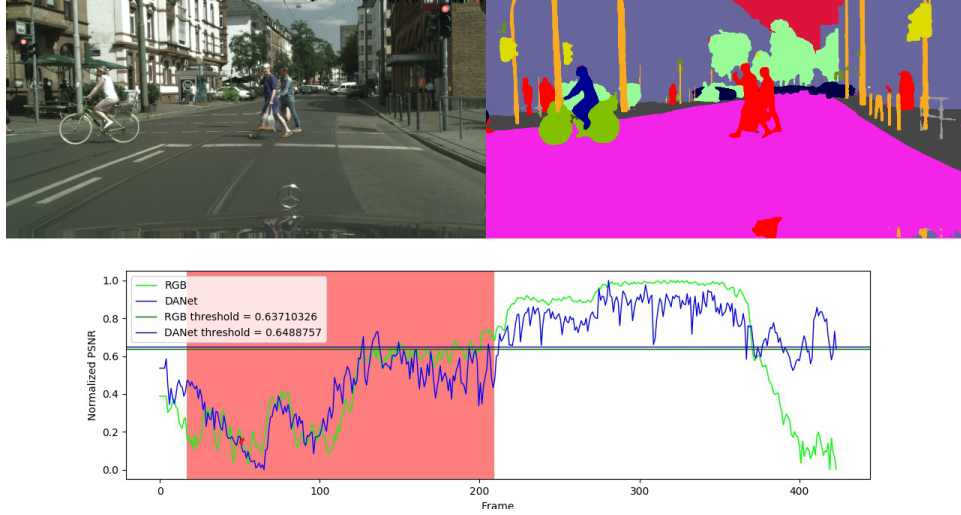 1.0
0.8
0.6
0.4
0.2
0.0
Normalized PSNR
RGB
DANet
RGB threshold = 0.63710326
DANet threshold = 0.6488757
0
100
200
300
400
Frame